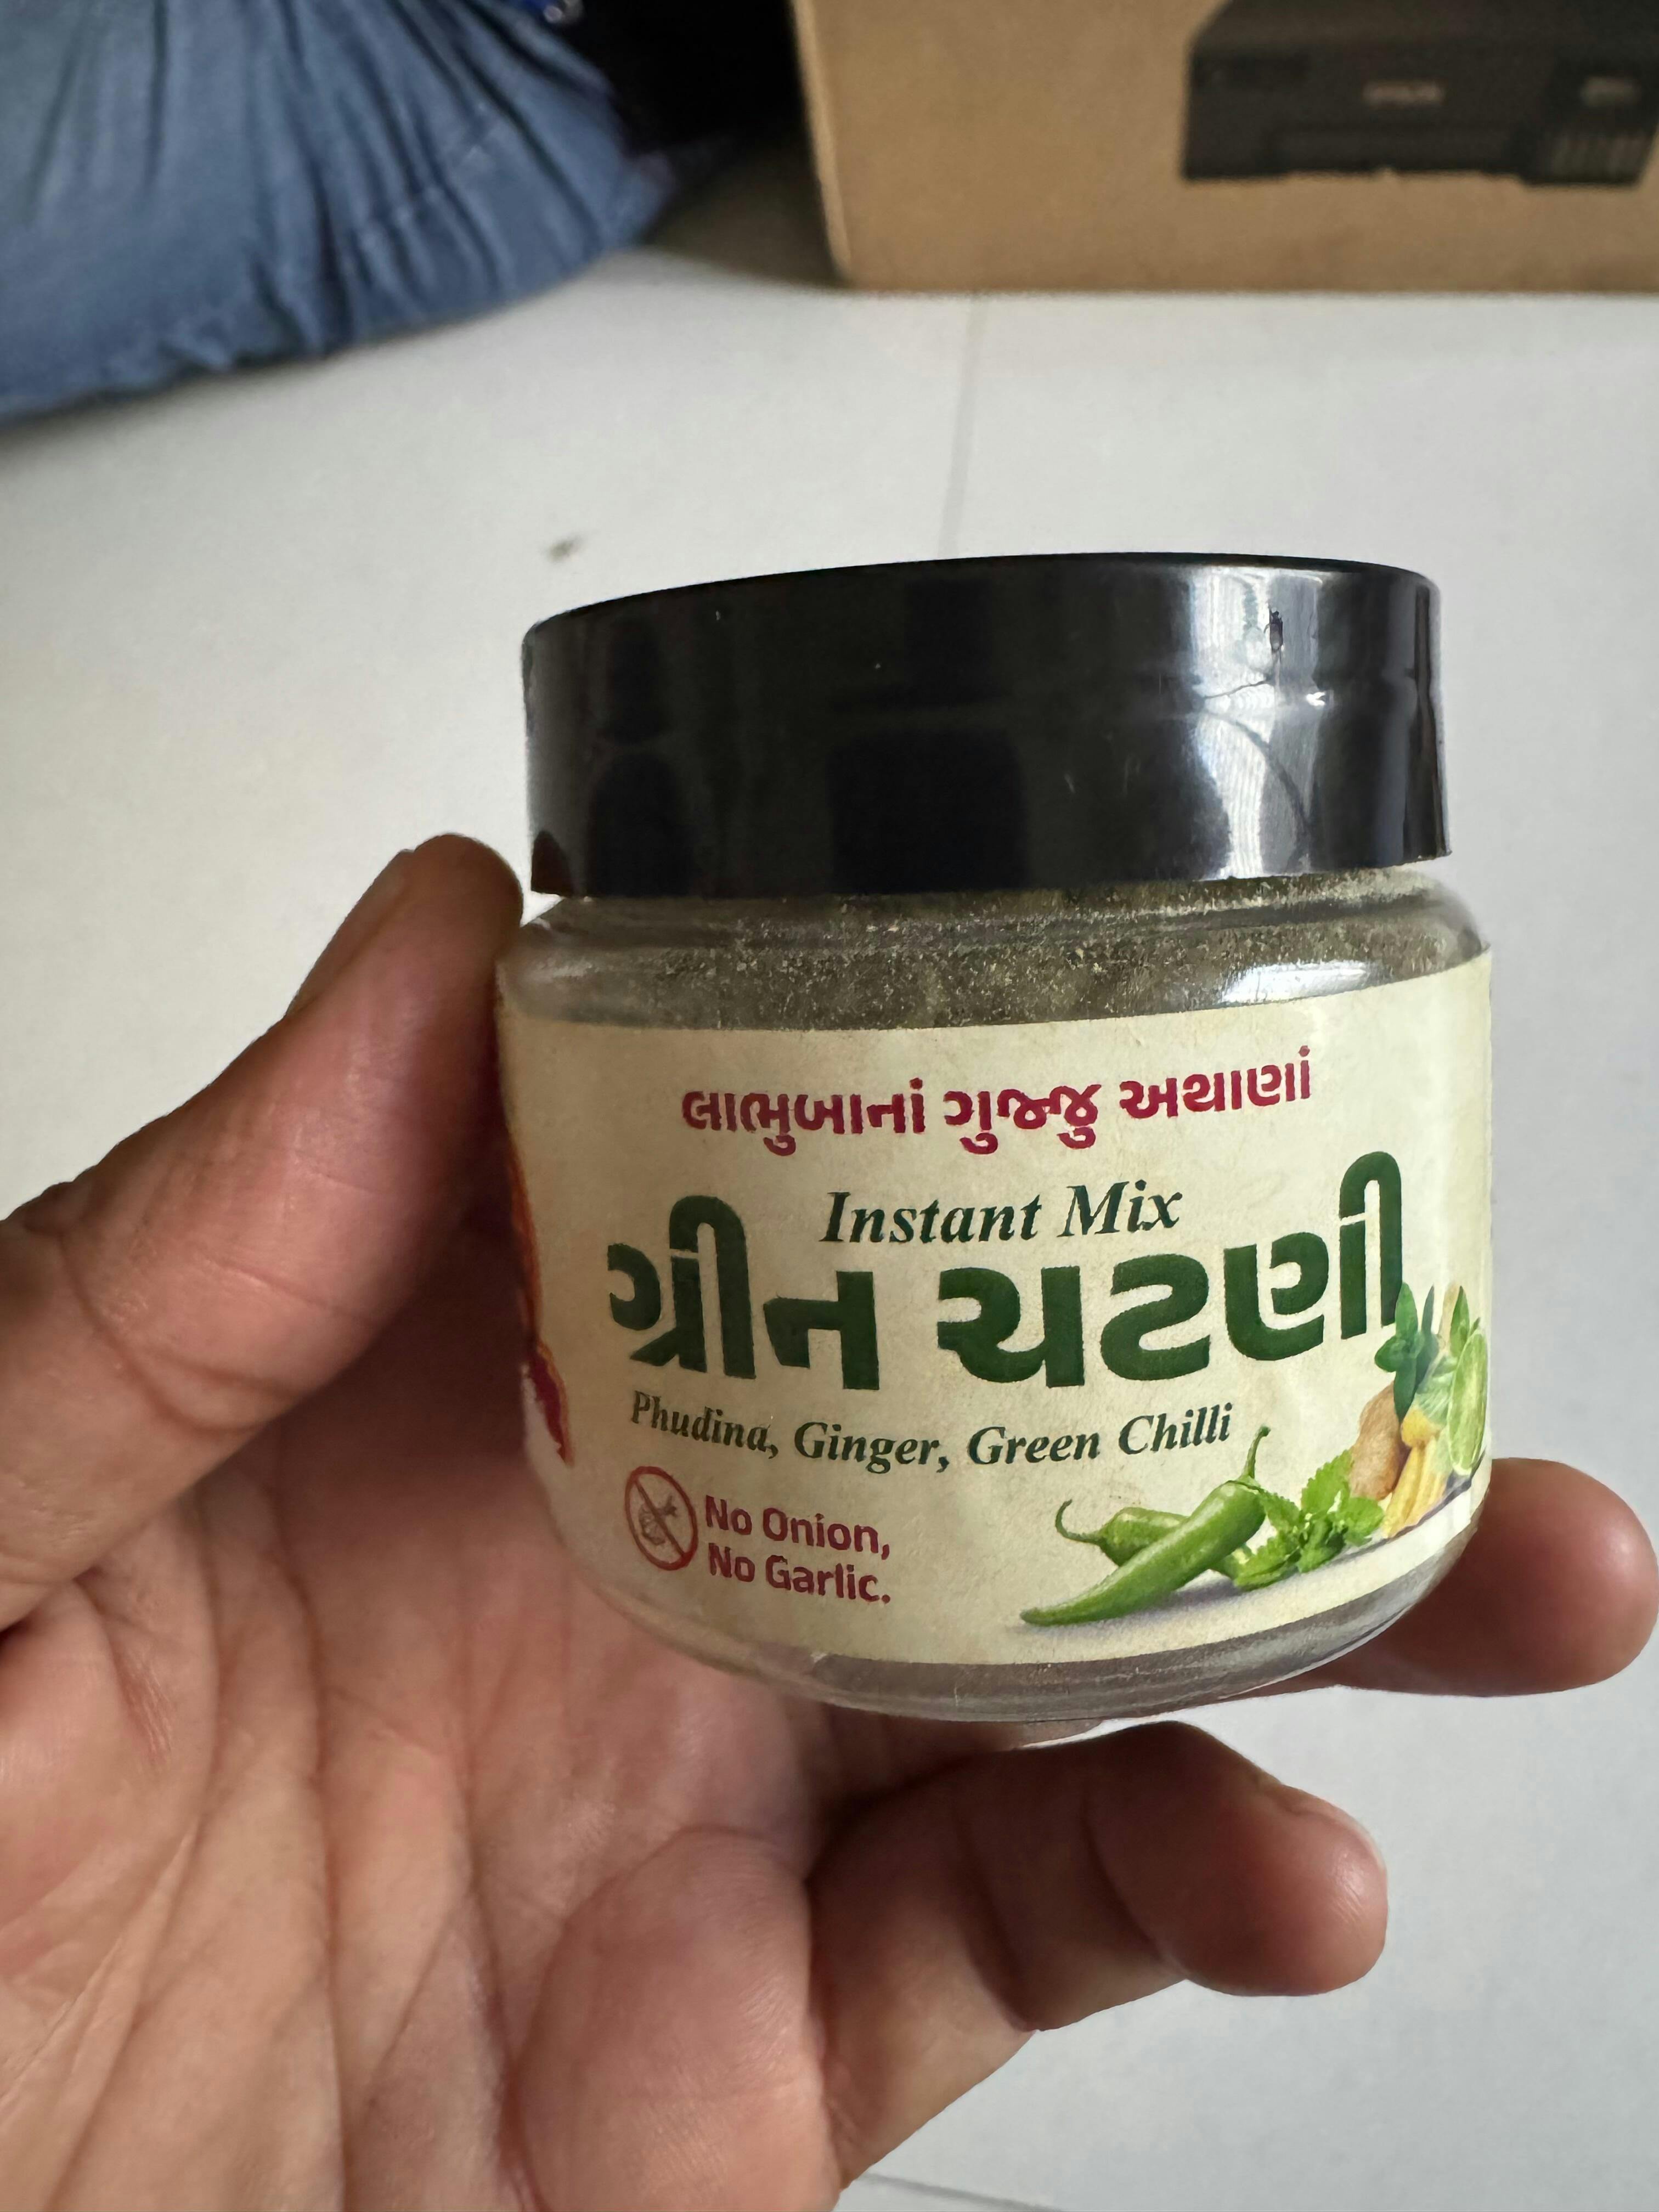 લાભુબાનાં ગુજ્જુ અથાણાં
Instant Mix
ગ્રીન ચટણી
Phudina, Ginger, Green Chilli
No Onion,
No Garlic.